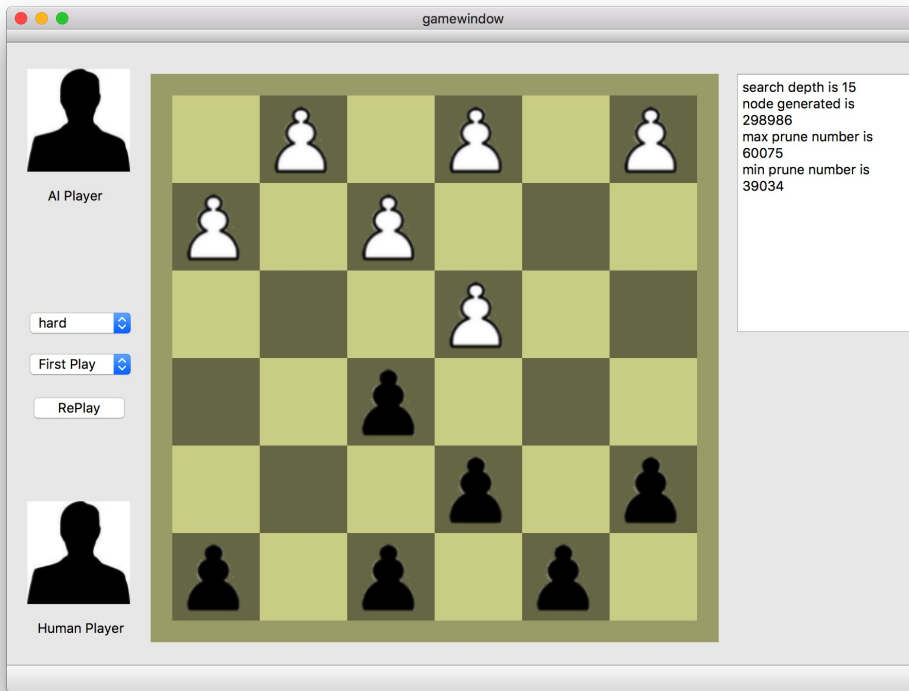 gamewindow
AI Player
hard
First Play
RePlay
Human Player
search depth is 15
node generated is
298986
max prune number is
60075
min prune number is
39034